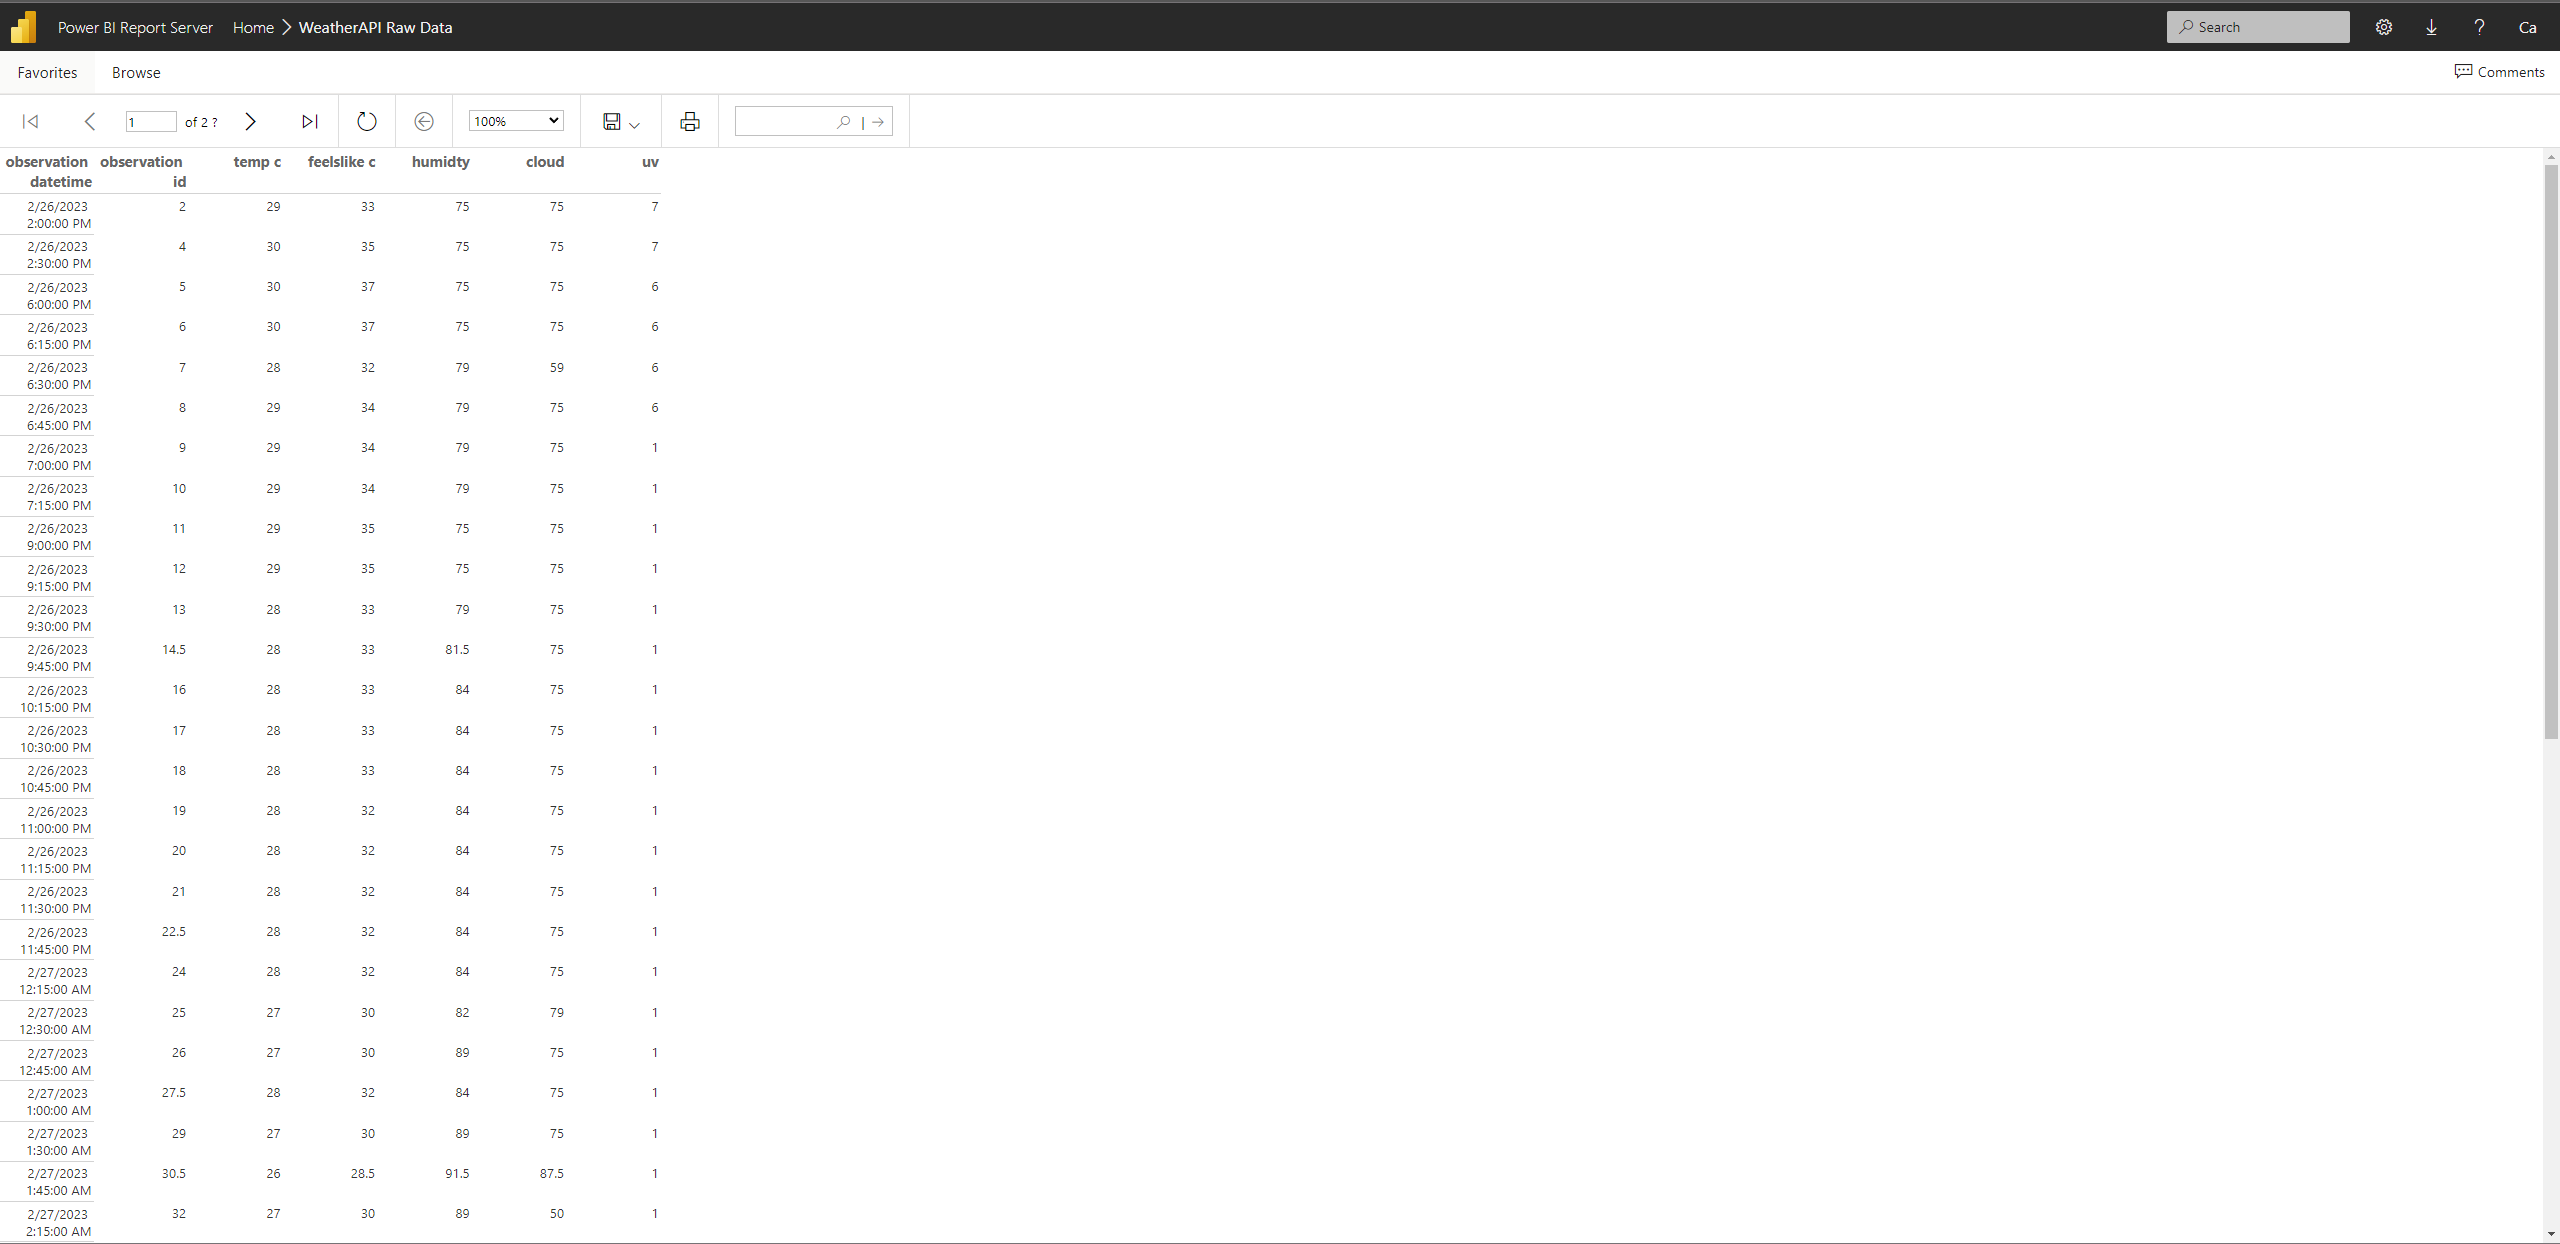 Power BI Report Server Home WeatherAPI Raw Data Search ? Ca
Favorites Browse Comments
1 of 2 ? 100% |
observation observation temp c feelslike c humidty cloud uv
datetime id
2/26/2023 2 29 33 75 75 7
2:00:00 PM
2/26/2023 4 30 35 75 75 7
2:30:00 PM
2/26/2023 5 30 37 75 75 6
6:00:00 PM
2/26/2023 6 30 37 75 75 6
6:15:00 PM
2/26/2023 7 28 32 79 59 6
6:30:00 PM
2/26/2023 8 29 34 79 75 6
6:45:00 PM
2/26/2023 9 29 34 79 75 1
7:00:00 PM
2/26/2023 10 29 34 79 75 1
7:15:00 PM
2/26/2023 11 29 35 75 75 1
9:00:00 PM
2/26/2023 12 29 35 75 75 1
9:15:00 PM
2/26/2023 13 28 33 79 75 1
9:30:00 PM
2/26/2023 14.5 28 33 81.5 75 1
9:45:00 PM
2/26/2023 16 28 33 84 75 1
10:15:00 PM
2/26/2023 17 28 33 84 75 1
10:30:00 PM
2/26/2023 18 28 33 84 75 1
10:45:00 PM
2/26/2023 19 28 32 84 75 1
11:00:00 PM
2/26/2023 20 28 32 84 75 1
11:15:00 PM
2/26/2023 21 28 32 84 75 1
11:30:00 PM
2/26/2023 22.5 28 32 84 75 1
11:45:00 PM
2/27/2023 24 28 32 84 75 1
12:15:00 AM
2/27/2023 25 27 30 82 79 1
12:30:00 AM
2/27/2023 26 27 30 89 75 1
12:45:00 AM
2/27/2023 27.5 28 32 84 75 1
1:00:00 AM
2/27/2023 29 27 30 89 75 1
1:30:00 AM
2/27/2023 30.5 26 28.5 91.5 87.5 1
1:45:00 AM
2/27/2023 32 27 30 89 50 1
2:15:00 AM